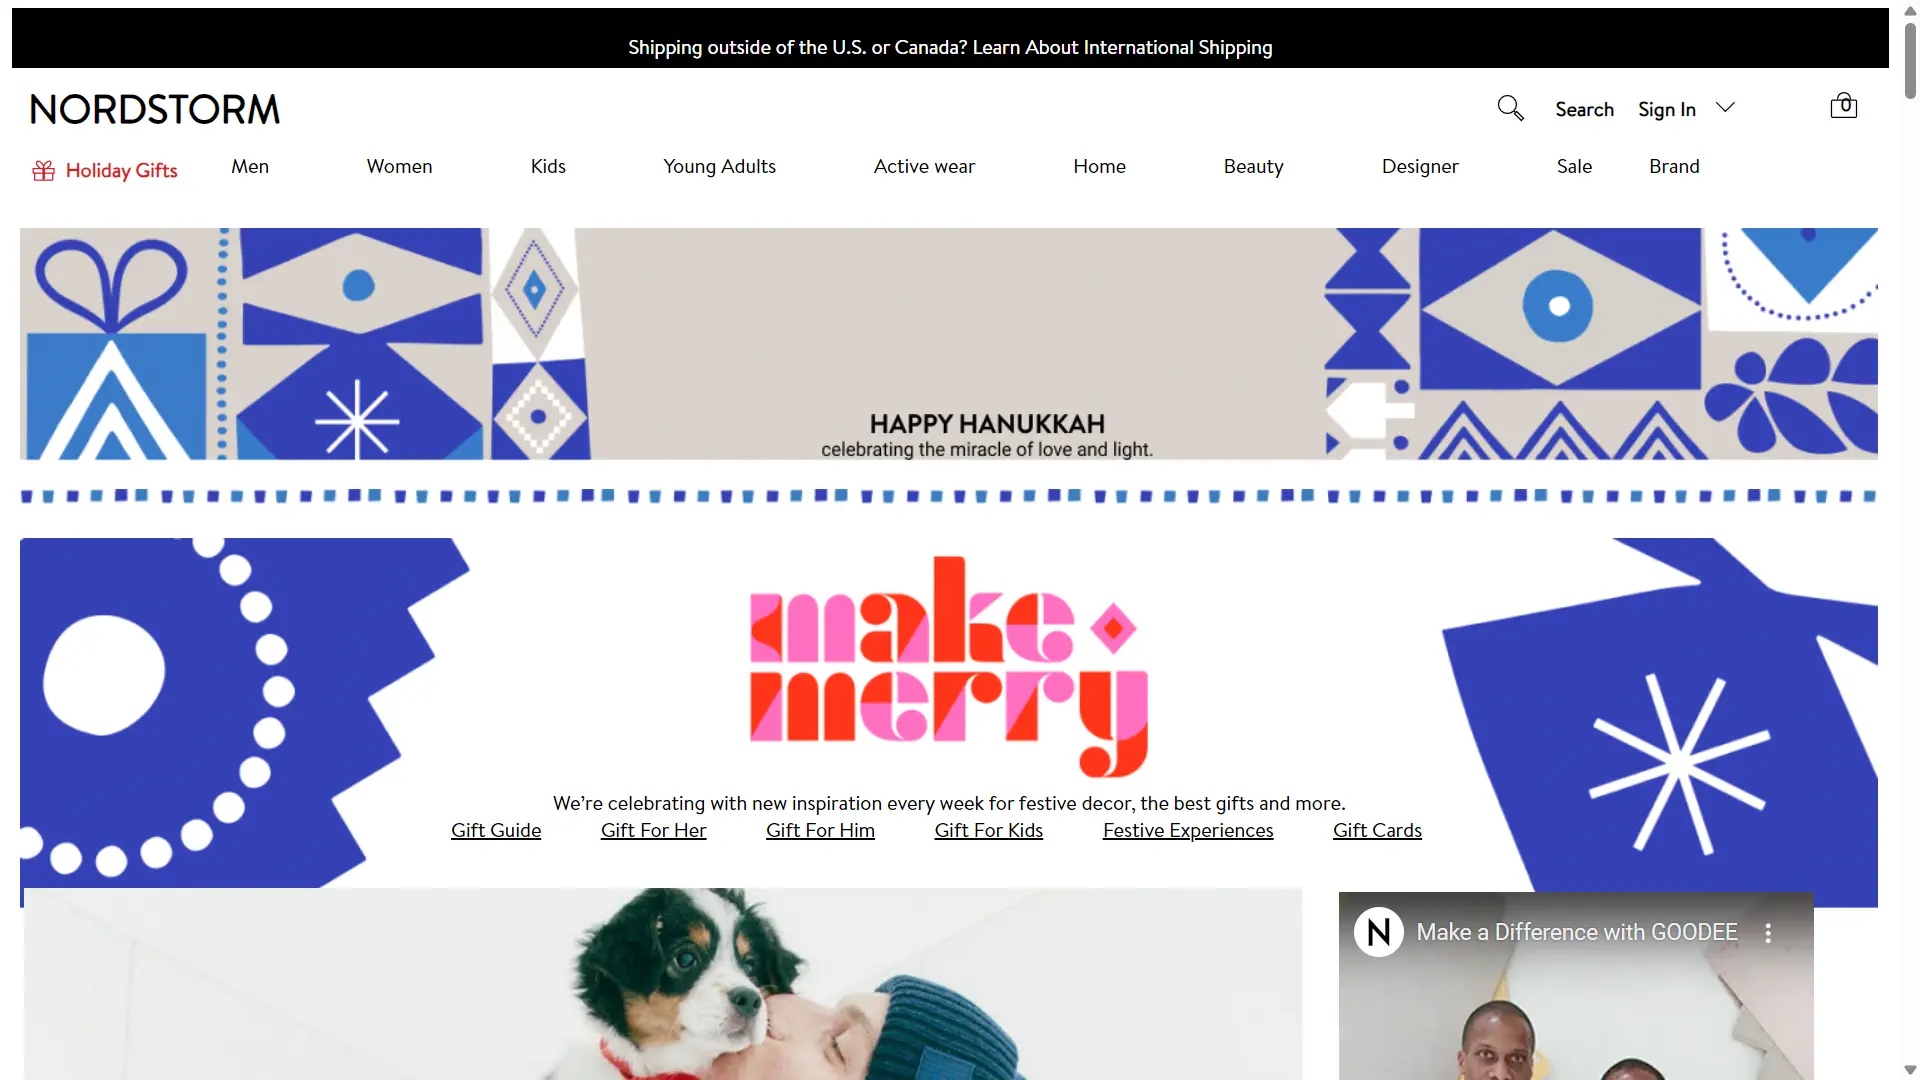 Shipping outside of the U.S. or Canada? Learn About International Shipping
NORDSTORM
Search
Sign In
0
Holiday Gifts
Men
Women
Kids
Young Adults
Active wear
Home
Beauty
Designer
Sale
Brand
HAPPY HANUKKAH
celebrating the miracle of love and light.
make
merry
We’re celebrating with new inspiration every week for festive decor, the best gifts and more.
Gift Guide
Gift For Her
Gift For Him
Gift For Kids
Festive Experiences
Gift Cards
N
Make a Difference with GOODEE